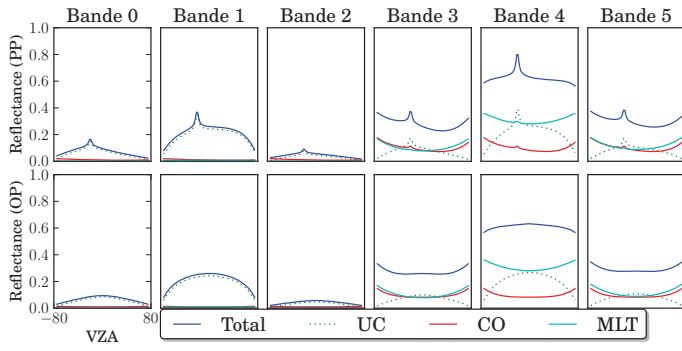 Bande 0 Bande 1 Bande 2 Bande 3 Bande 4 Bande 5
Reflectance (PP)
1.0
0.8
0.6
0.4
0.2
0.0
Reflectance (OP)
1.0
0.8
0.6
0.4
0.2
0.0
−80 80
VZA
Total UC CO MLT